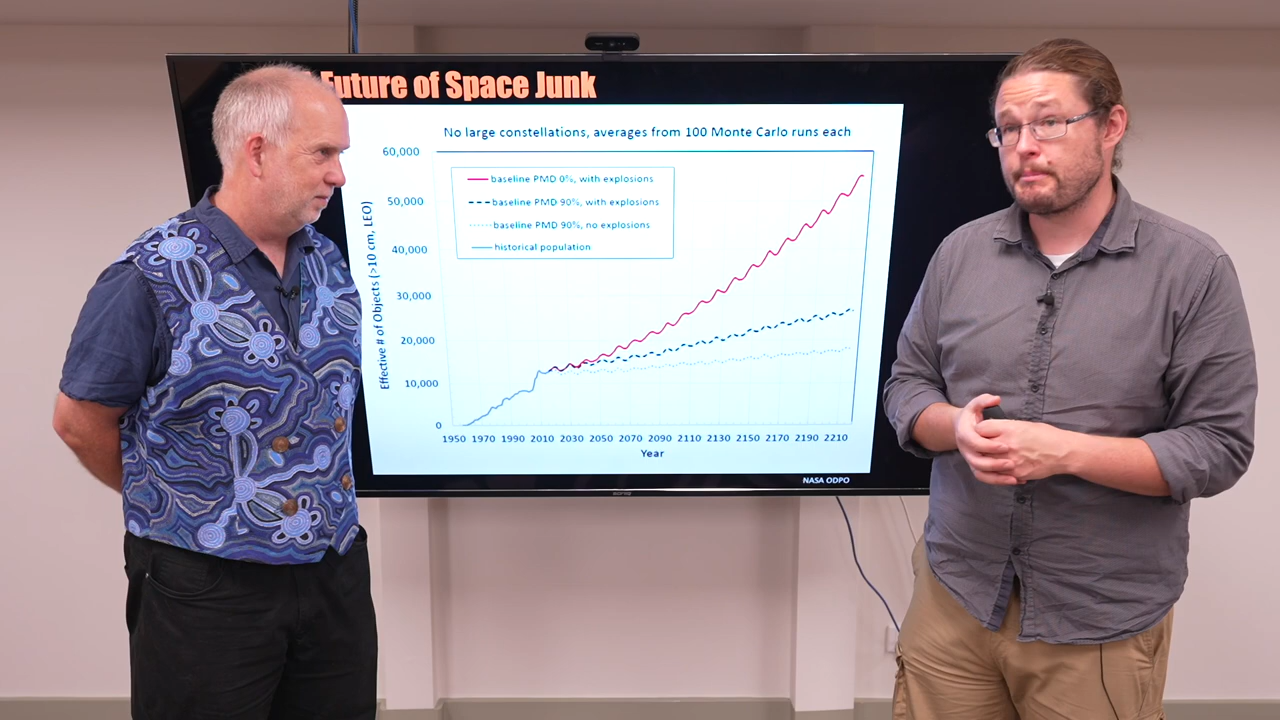 Future of Space Junk
No large constellations, averages from 100 Monte Carlo runs each
60,000
50,000
40,000
30,000
20,000
10,000
0
Effective # of Objects (>10 cm, LEO)
baseline PMD 0%, with explosions
baseline PMD 90%, with explosions
baseline PMD 90%, no explosions
historical population
1950 1970 1990 2010 2030 2050 2070 2090 2110 2130 2150 2170 2190 2210
Year
NASA ODPO